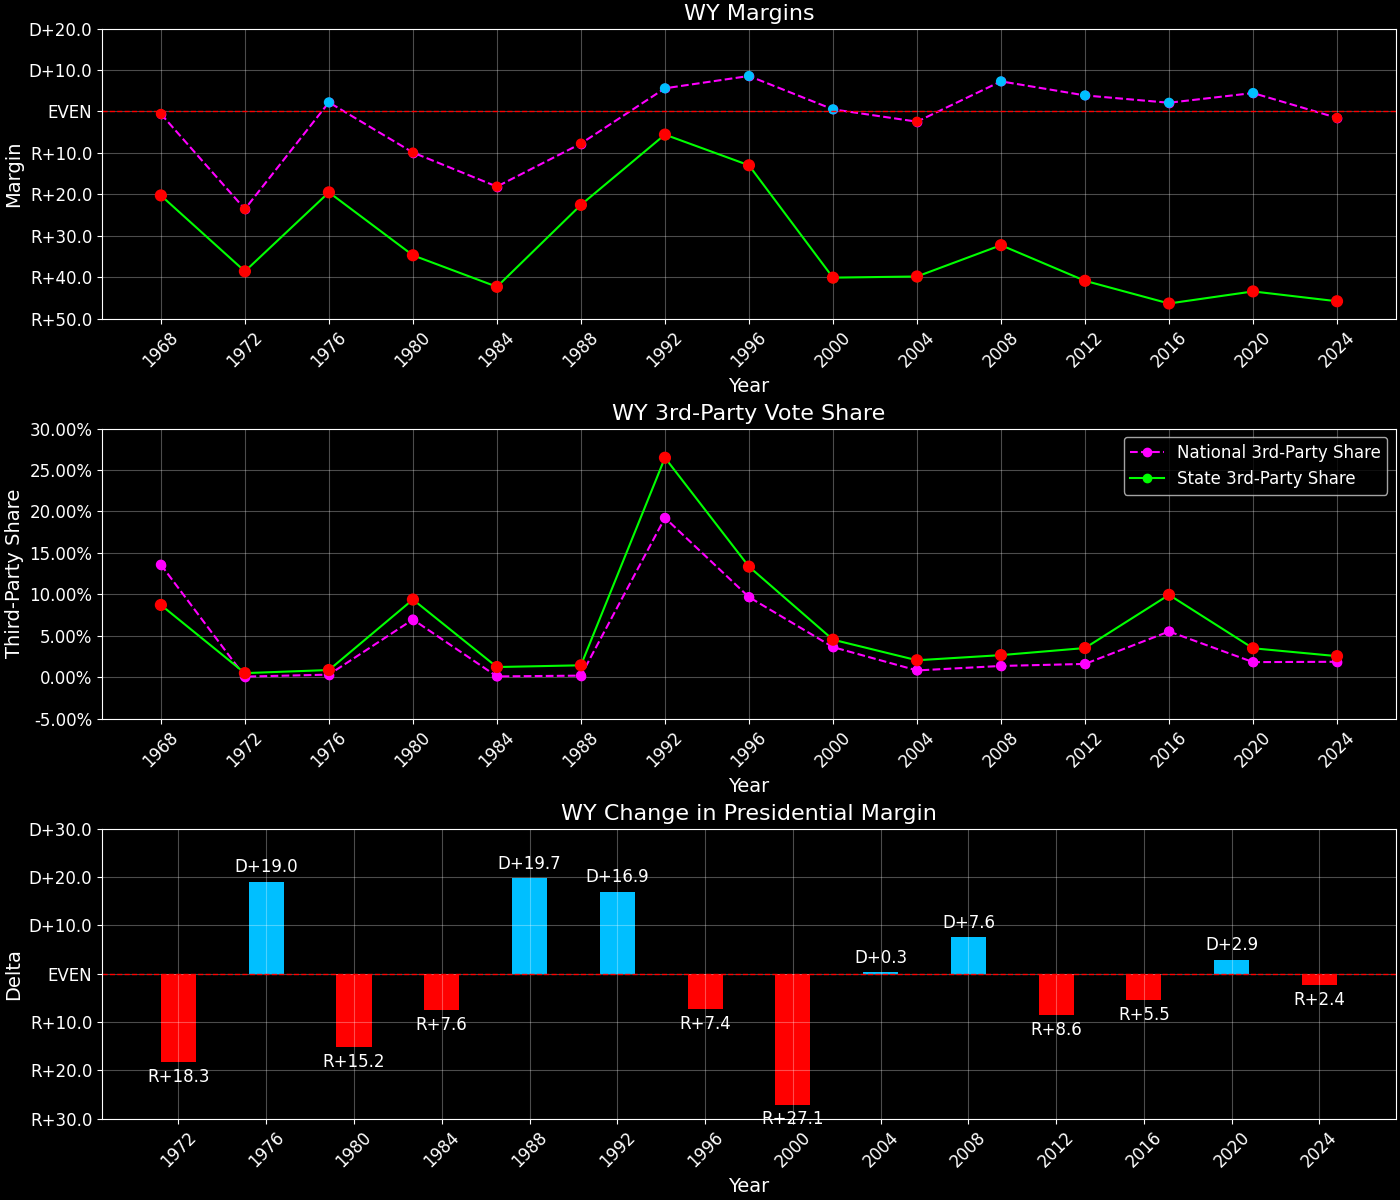 WY Margins
D+20.0
D+10.0
EVEN
R+10.0
R+20.0
R+30.0
R+40.0
R+50.0
Margin
1968 1972 1976 1980 1984 1988 1992 1996 2000 2004 2008 2012 2016 2020 2024
Year
WY 3rd-Party Vote Share
30.00%
25.00%
20.00%
15.00%
10.00%
5.00%
0.00%
-5.00%
Third-Party Share
National 3rd-Party Share
State 3rd-Party Share
1968 1972 1976 1980 1984 1988 1992 1996 2000 2004 2008 2012 2016 2020 2024
Year
WY Change in Presidential Margin
D+30.0
D+20.0
D+10.0
EVEN
R+10.0
R+20.0
R+30.0
Delta
R+18.3
D+19.0
R+15.2
R+7.6
D+19.7
D+16.9
R+7.4
R+27.1
D+0.3
D+7.6
R+8.6
R+5.5
D+2.9
R+2.4
1972 1976 1980 1984 1988 1992 1996 2000 2004 2008 2012 2016 2020 2024
Year